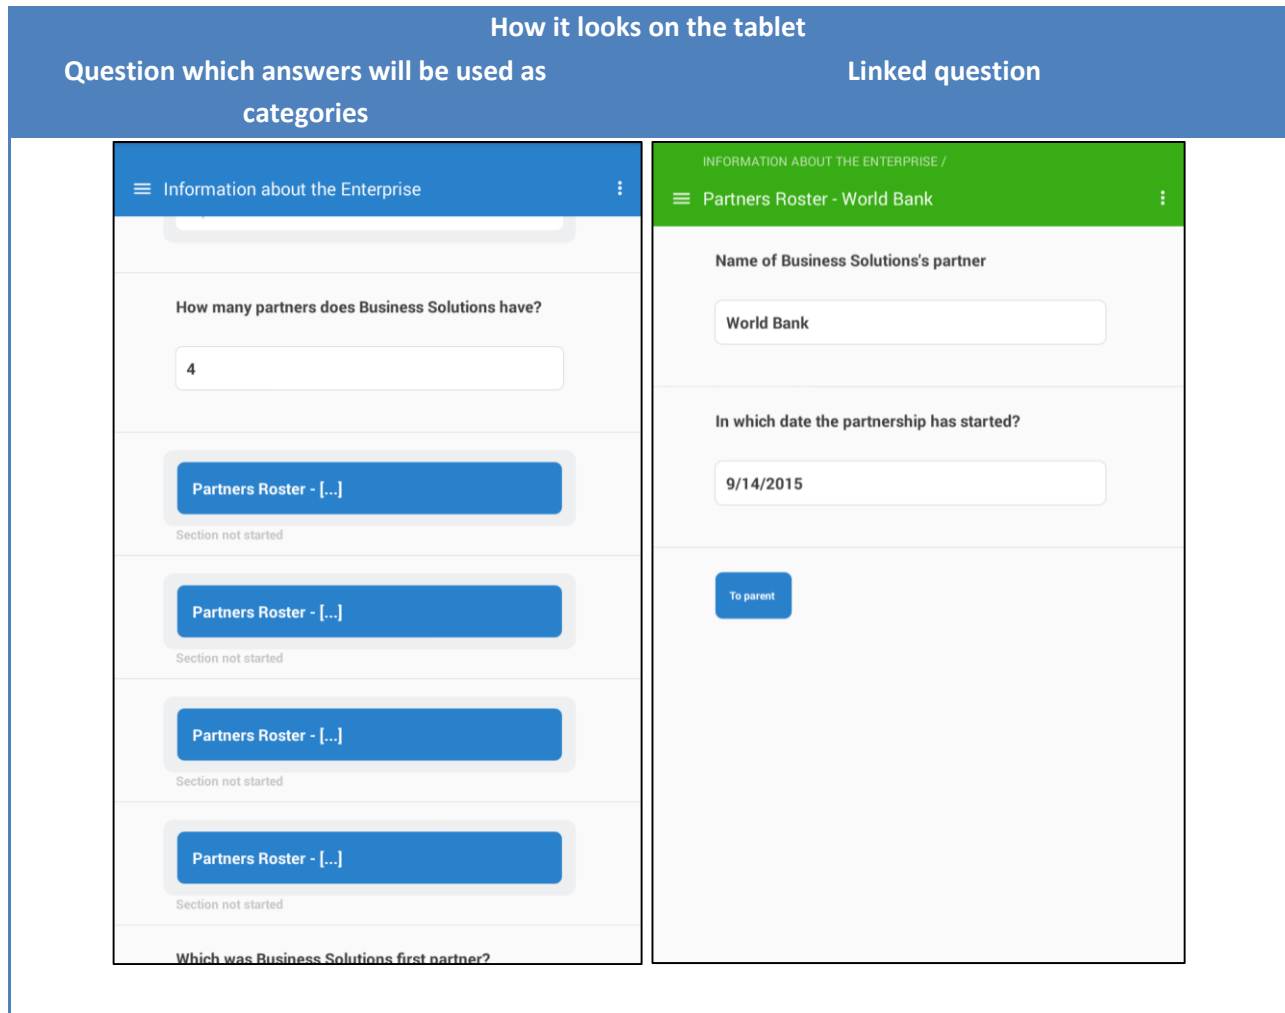 How it looks on the tablet
Question which answers will be used as
categories
Linked question
Information about the Enterprise
How many partners does Business Solutions have?
4
Partners Roster - [...]
Section not started
Partners Roster - [...]
Section not started
Partners Roster - [...]
Section not started
Partners Roster - [...]
Section not started
Which was Business Solutions first partner?
INFORMATION ABOUT THE ENTERPRISE /
Partners Roster - World Bank
Name of Business Solutions's partner
World Bank
In which date the partnership has started?
9/14/2015
To parent